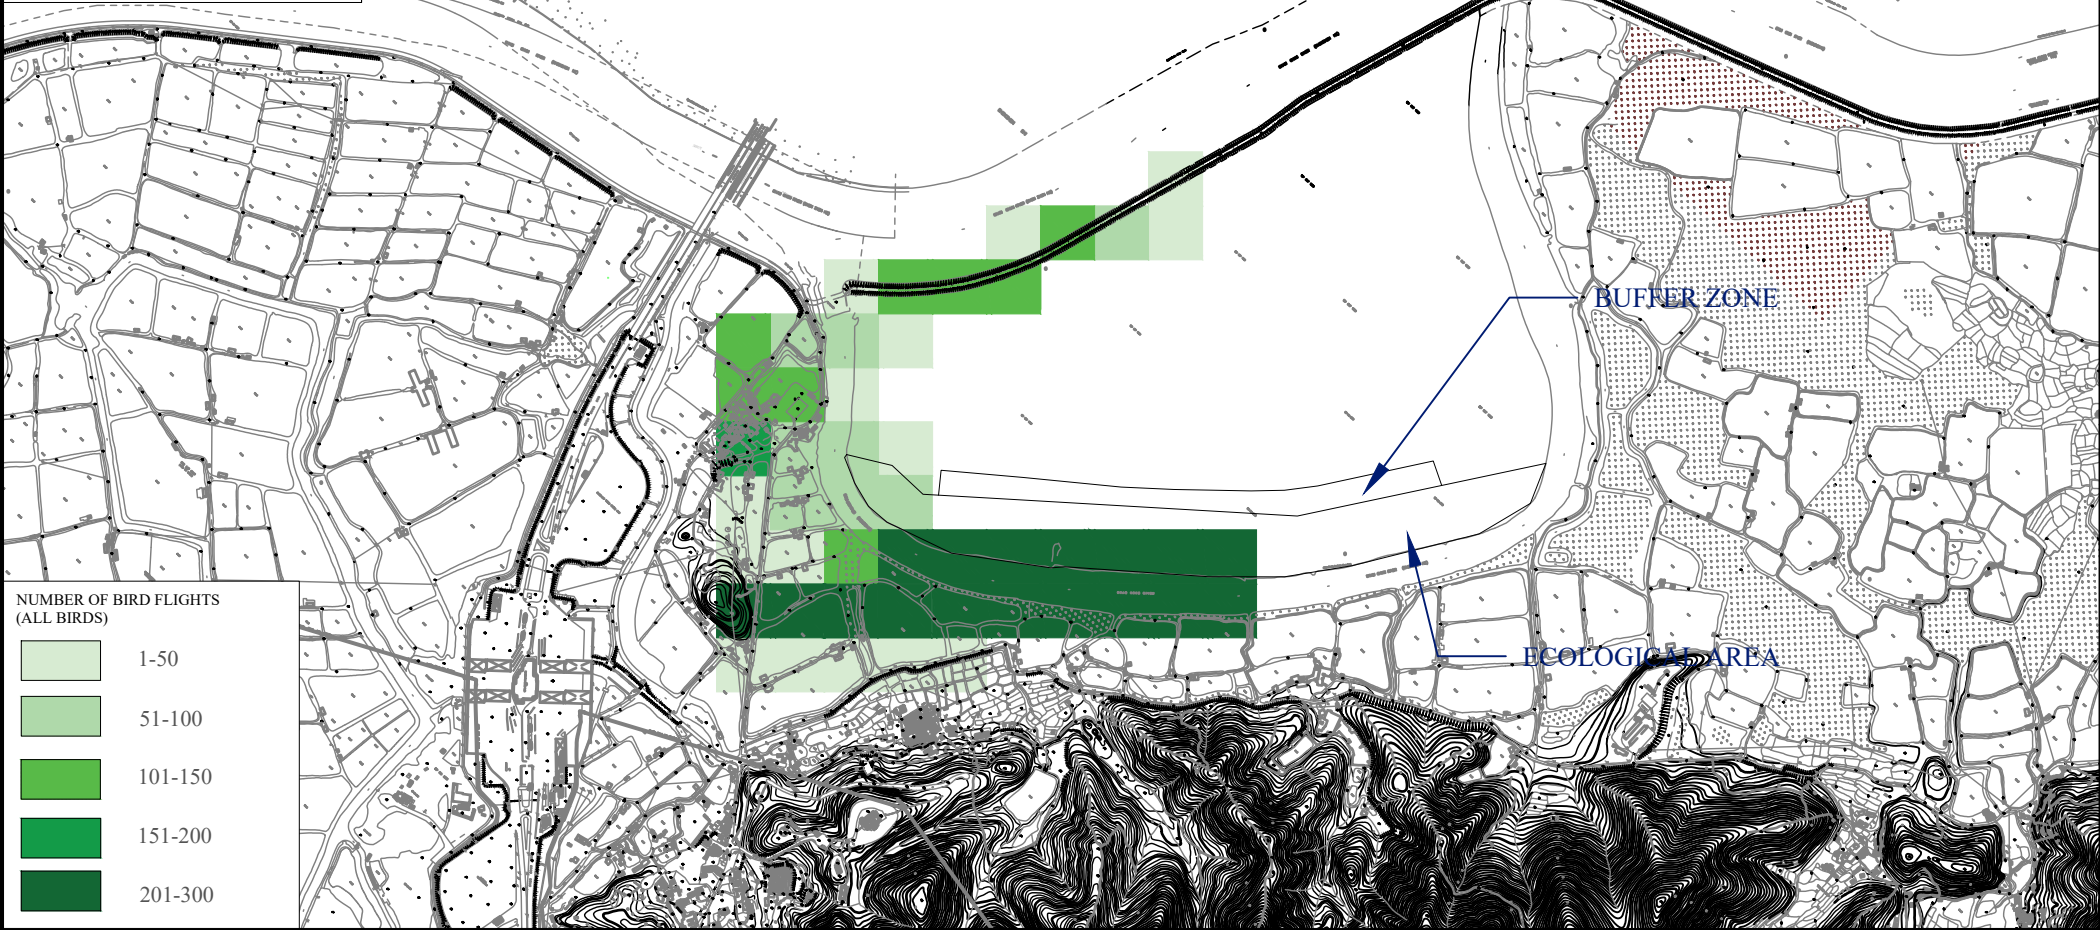 BUFFER ZONE
ECOLOGICAL AREA
NUMBER OF BIRD FLIGHTS
(ALL BIRDS)
1-50
51-100
101-150
151-200
201-300